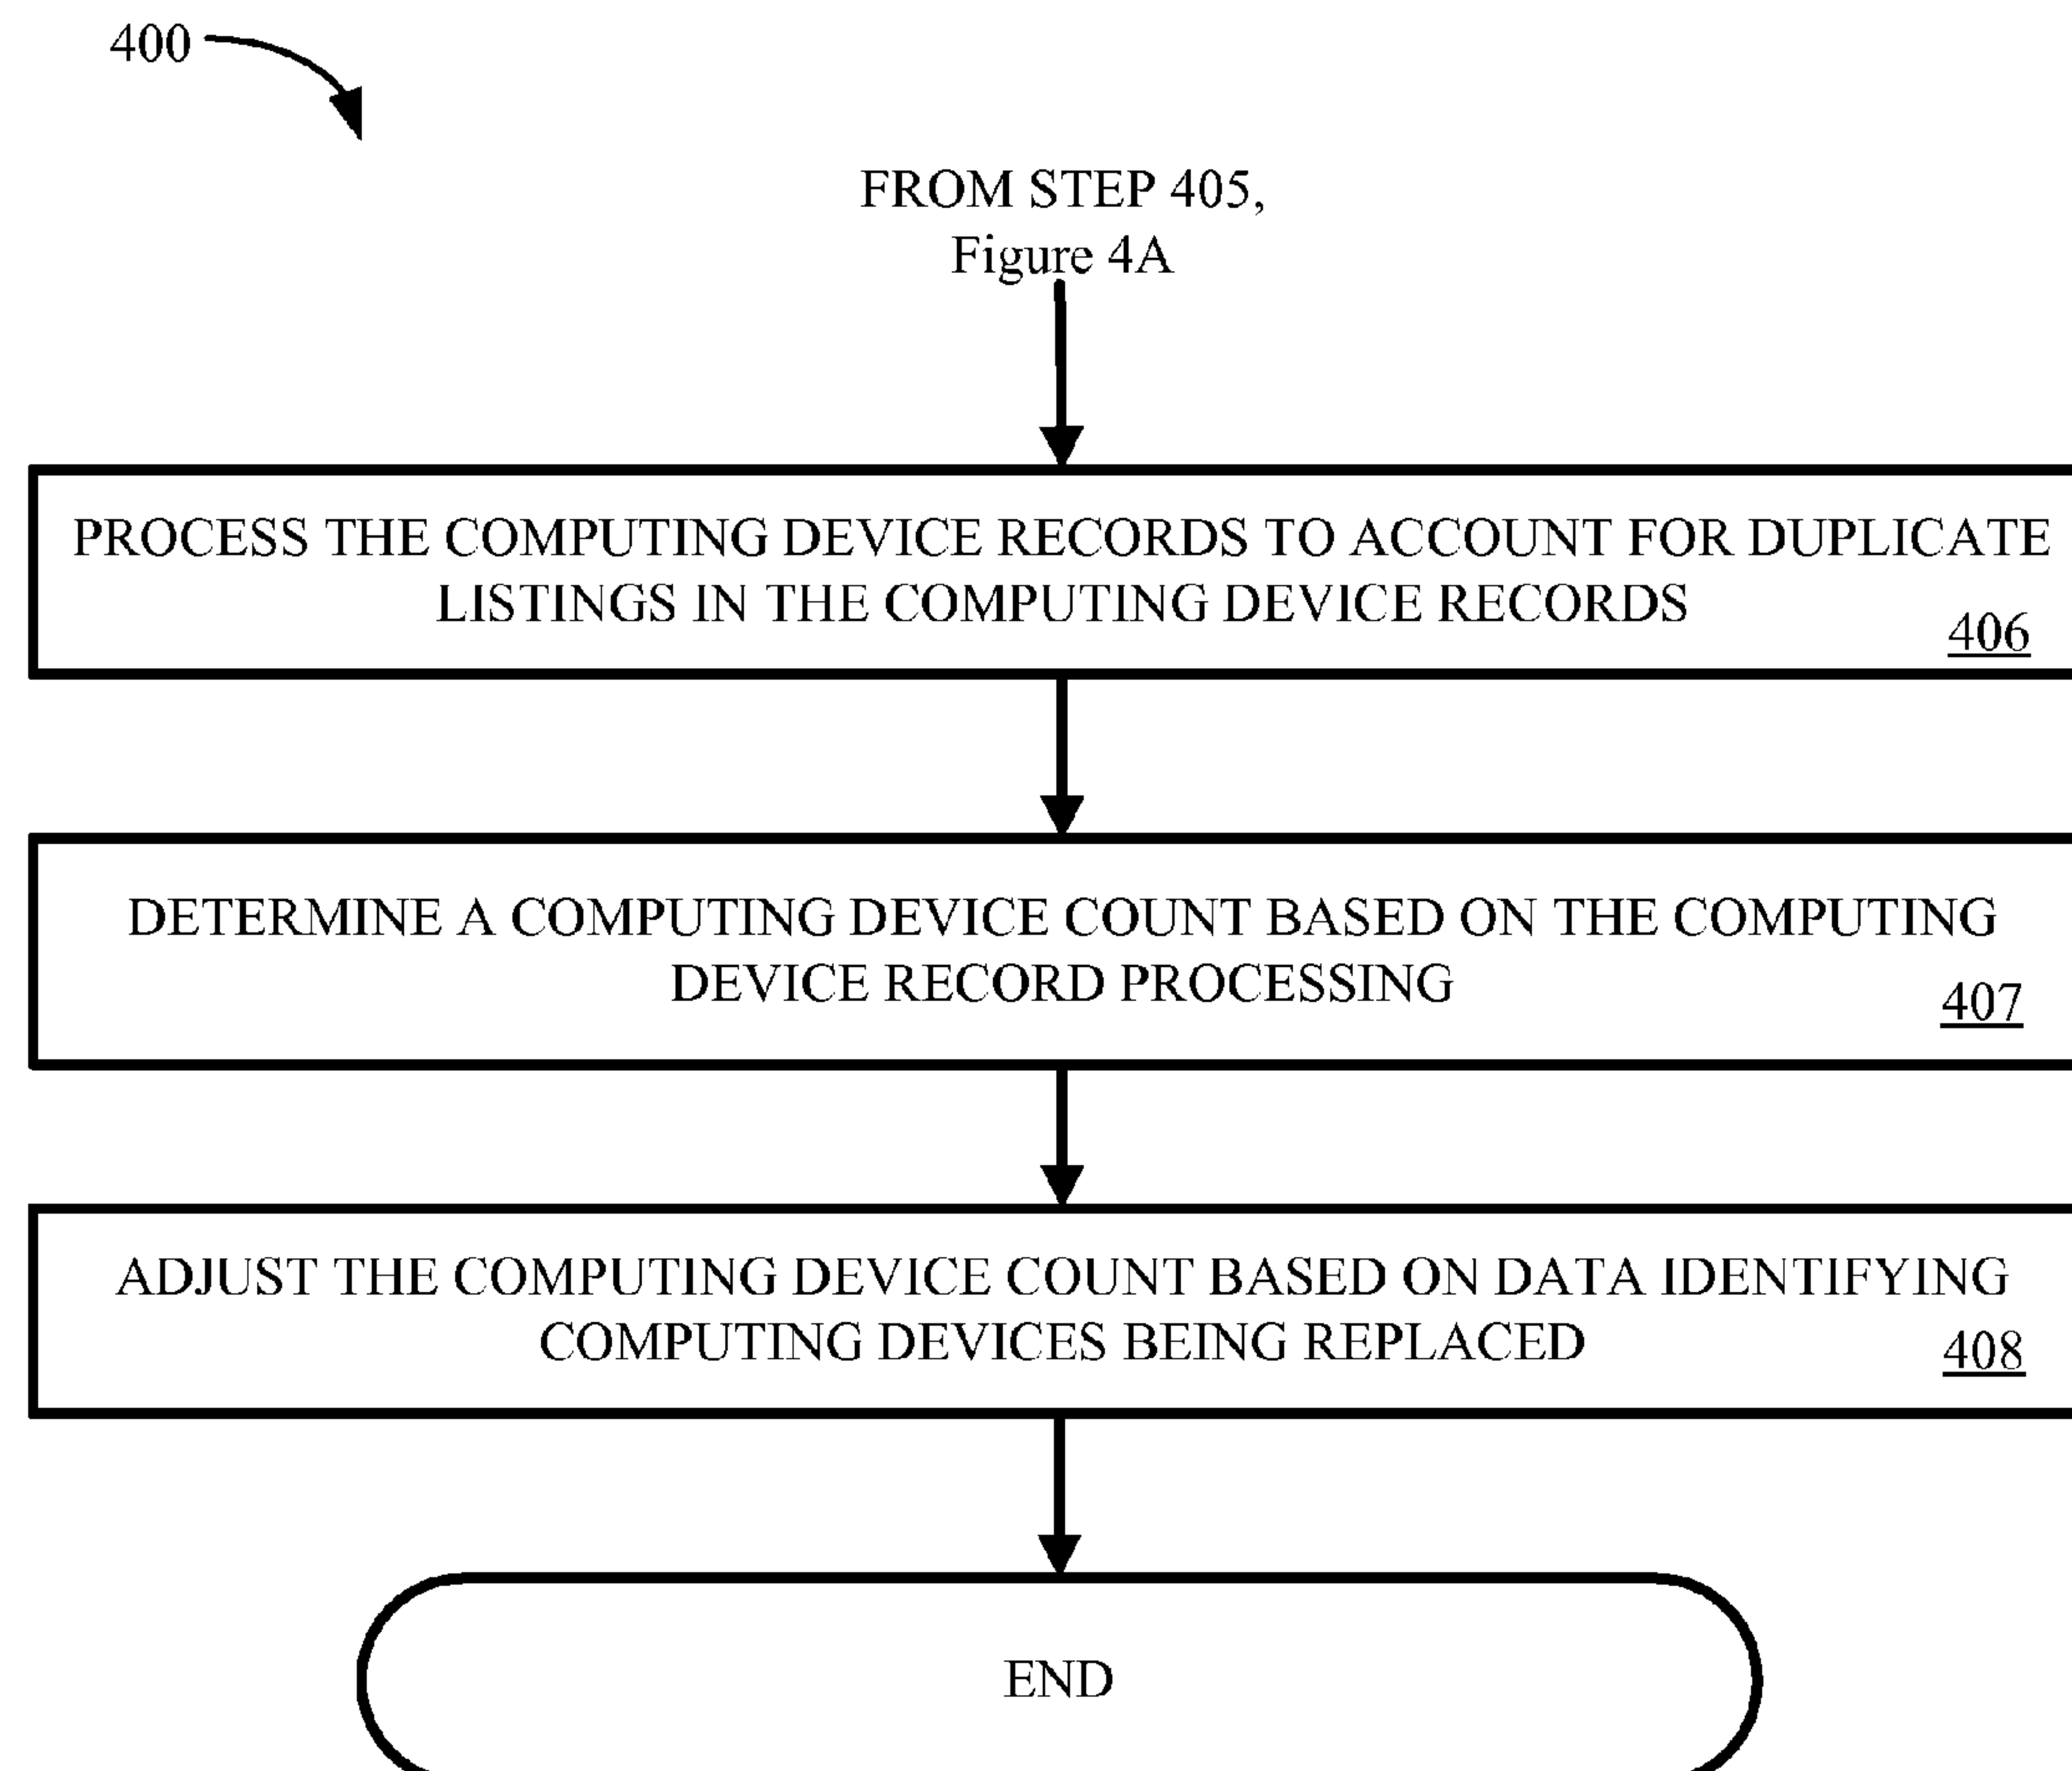 400
FROM STEP 405,
Figure 4A
PROCESS THE COMPUTING DEVICE RECORDS TO ACCOUNT FOR DUPLICATE
LISTINGS IN THE COMPUTING DEVICE RECORDS
406
DETERMINE A COMPUTING DEVICE COUNT BASED ON THE COMPUTING
DEVICE RECORD PROCESSING
407
ADJUST THE COMPUTING DEVICE COUNT BASED ON DATA IDENTIFYING
COMPUTING DEVICES BEING REPLACED
408
END